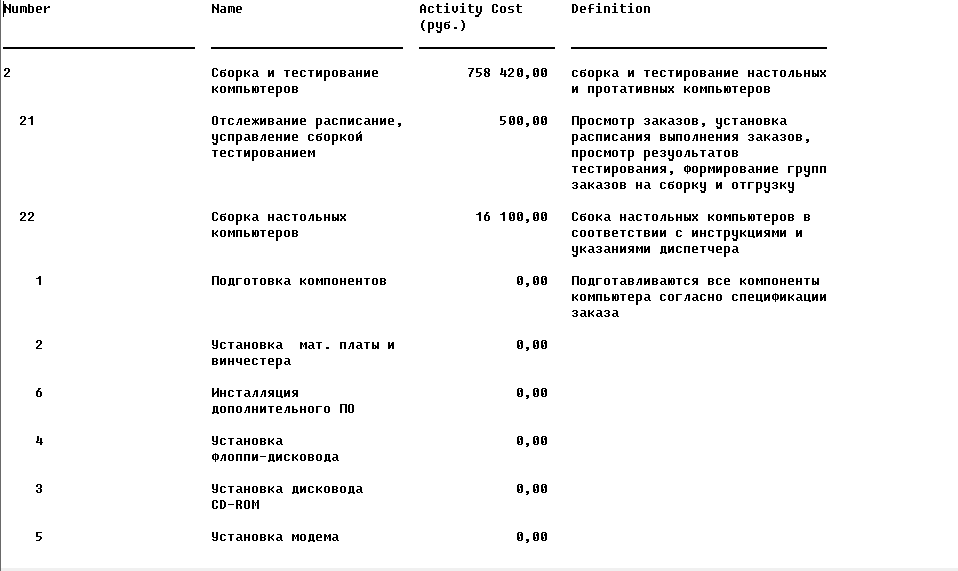 Number Name Activity Cost Definition
(руб.)
2 Сборка и тестирование 758 420,00 сборка и тестирование настольных
компьютеров и протативных компьютеров
21 Отслеживание расписание, 500,00 Просмотр заказов, установка
усправление сборкой расписания выполнения заказов,
тестированием просмотр резуольтатов
тестирования, формирование групп
заказов на сборку и отгрузку
22 Сборка настольных 16 100,00 Сбока настольных компьютеров в
компьютеров соответствии с инструкциями и
указаниями диспетчера
1 Подготовка компонентов 0,00 Подготавливаются все компоненты
компьютера согласно спецификации
заказа
2 Установка  мат. платы и 0,00
винчестера
6 Инсталляция 0,00
дополнительного ПО
4 Установка 0,00
флоппи-дисковода
3 Установка дисковода 0,00
CD-ROM
5 Установка модема 0,00